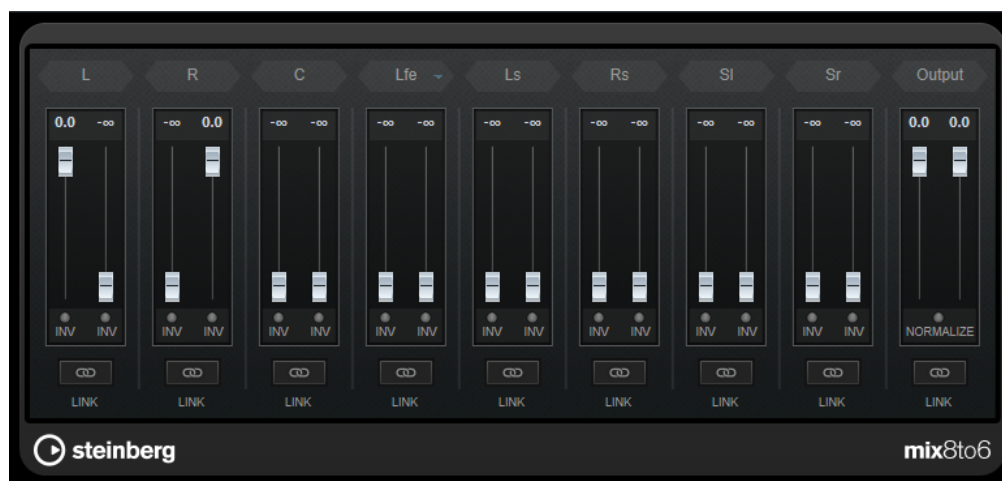 L R C Lfe Ls Rs Sl Sr Output
0.0 -∞ -∞ 0.0 -∞ -∞ -∞ -∞ -∞ -∞ -∞ -∞ -∞ -∞ -∞ -∞ 0.0 0.0
INV INV INV INV INV INV INV INV INV INV INV INV INV INV INV INV NORMALIZE
LINK LINK LINK LINK LINK LINK LINK LINK LINK
steinberg mix8to6